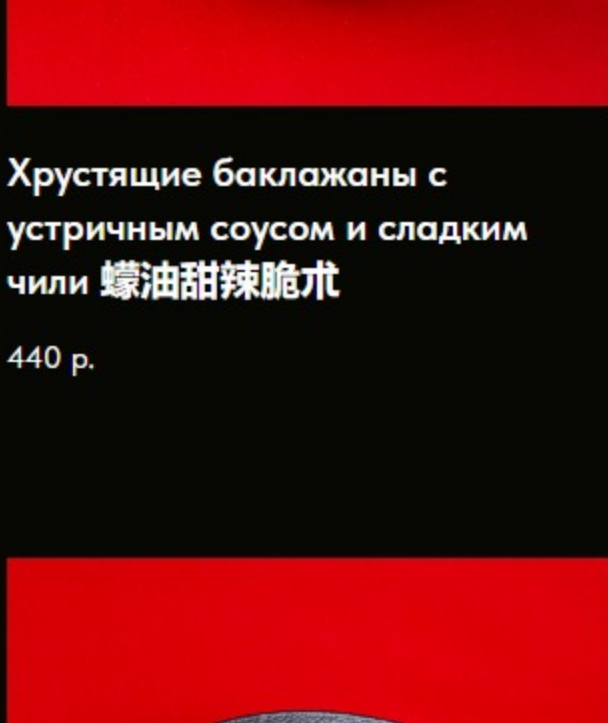 Хрустящие баклажаны с
устричным соусом и сладким
чили 蠔油甜辣脆朮
440 р.